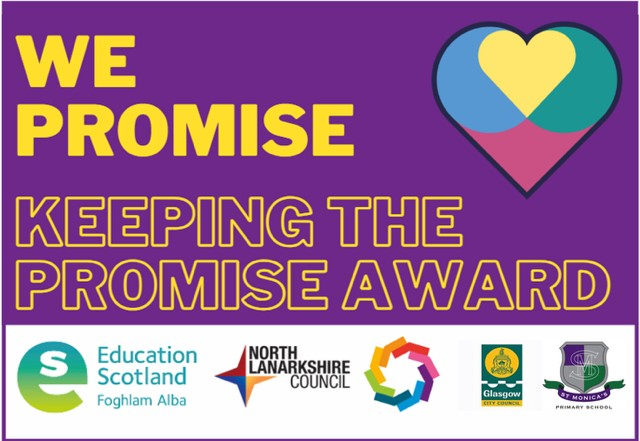 WE
PROMISE
KEEPING THE
PROMISE AWARD
Education
Scotland
Foghlam Alba
NORTH
LANARKSHIRE
COUNCIL
Glasgow
CITY COUNCIL
SM
ST MONICA'S
PRIMARY SCHOOL